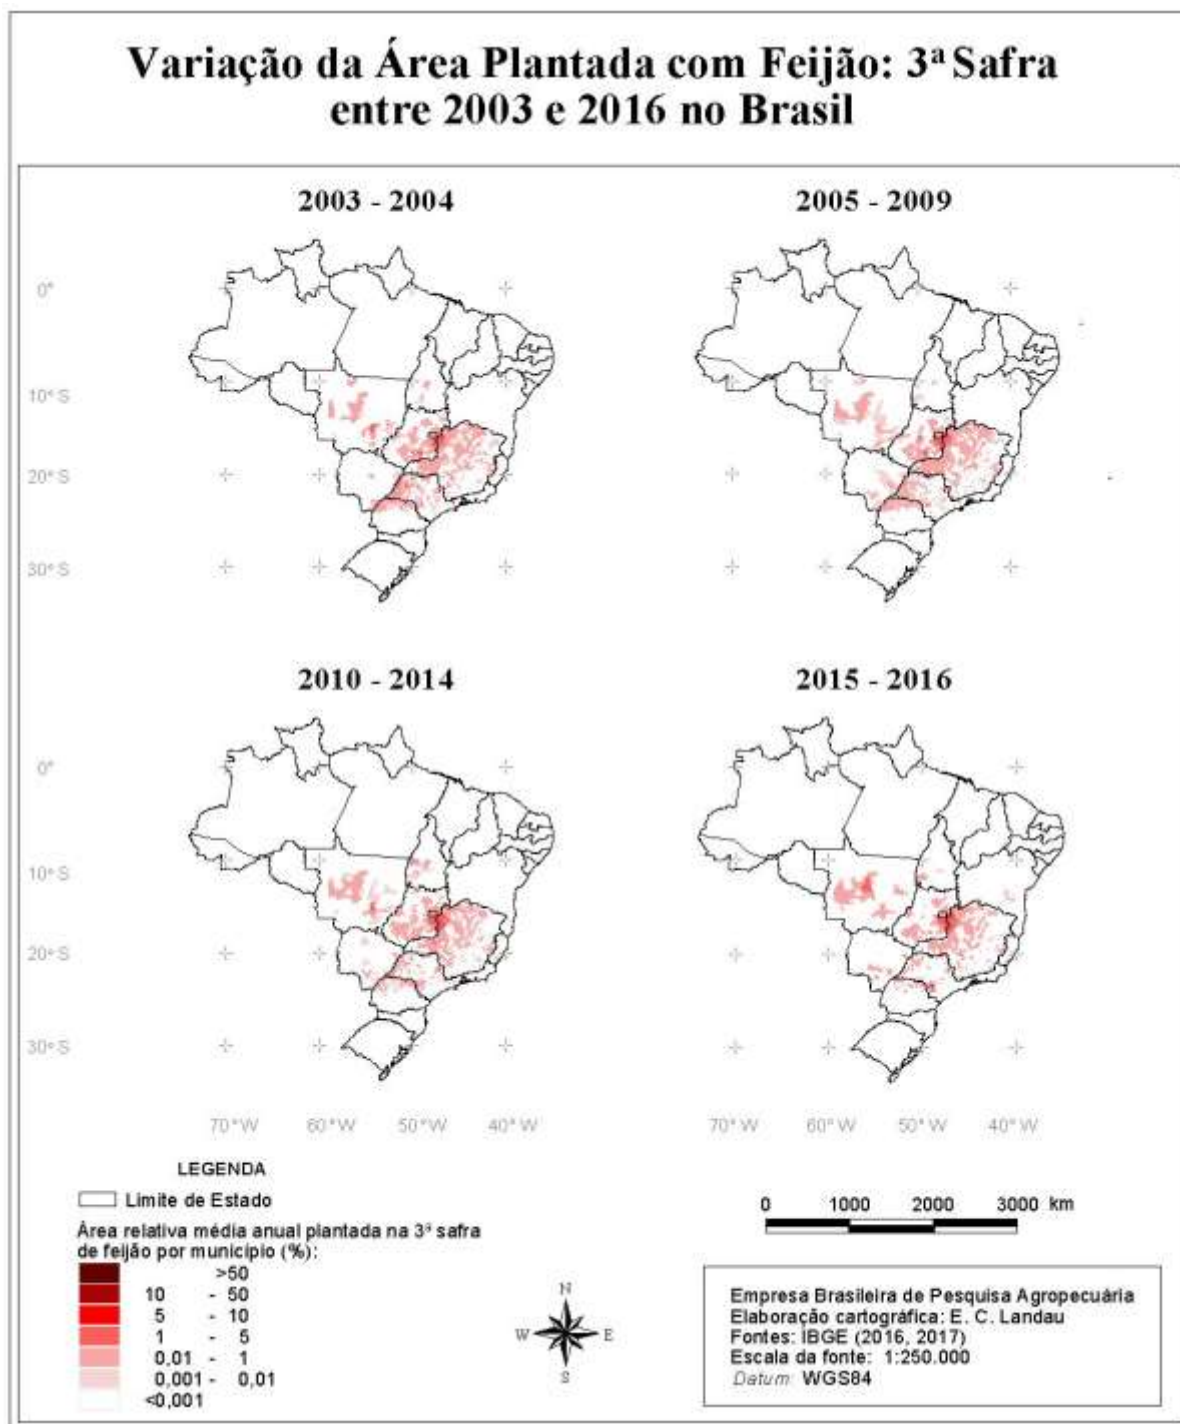 Variação da Área Plantada com Feijão: 3ª Safra
entre 2003 e 2016 no Brasil
2003 - 2004
2005 - 2009
0°
10° S
20° S
30° S
2010 - 2014
2015 - 2016
0°
10° S
20° S
30° S
70° W 60° W 50° W 40° W
70° W 60° W 50° W 40° W
LEGENDA
Limite de Estado
Área relativa média anual plantada na 3ª safra
de feijão por município (%):
>50
10 - 50
5 - 10
1 - 5
0,01 - 1
0,001 - 0,01
<0,001
N
W E
S
0 1000 2000 3000 km
Empresa Brasileira de Pesquisa Agropecuária
Elaboração cartográfica: E. C. Landau
Fontes: IBGE (2016, 2017)
Escala da fonte: 1:250.000
Datum: WGS84